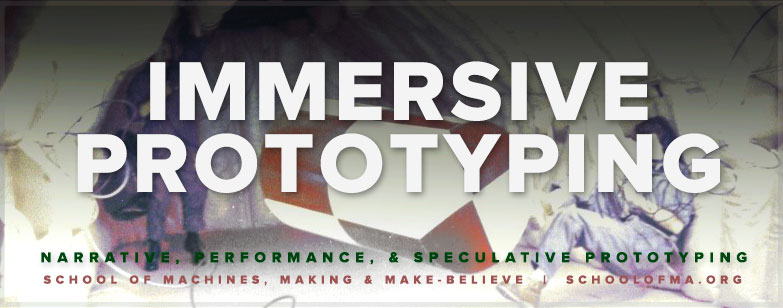 IMMERSIVE
PROTOTYPING
NARRATIVE, PERFORMANCE, & SPECULATIVE PROTOTYPING
SCHOOL OF MACHINES, MAKING & MAKE-BELIEVE | SCHOOLOFMA.ORG